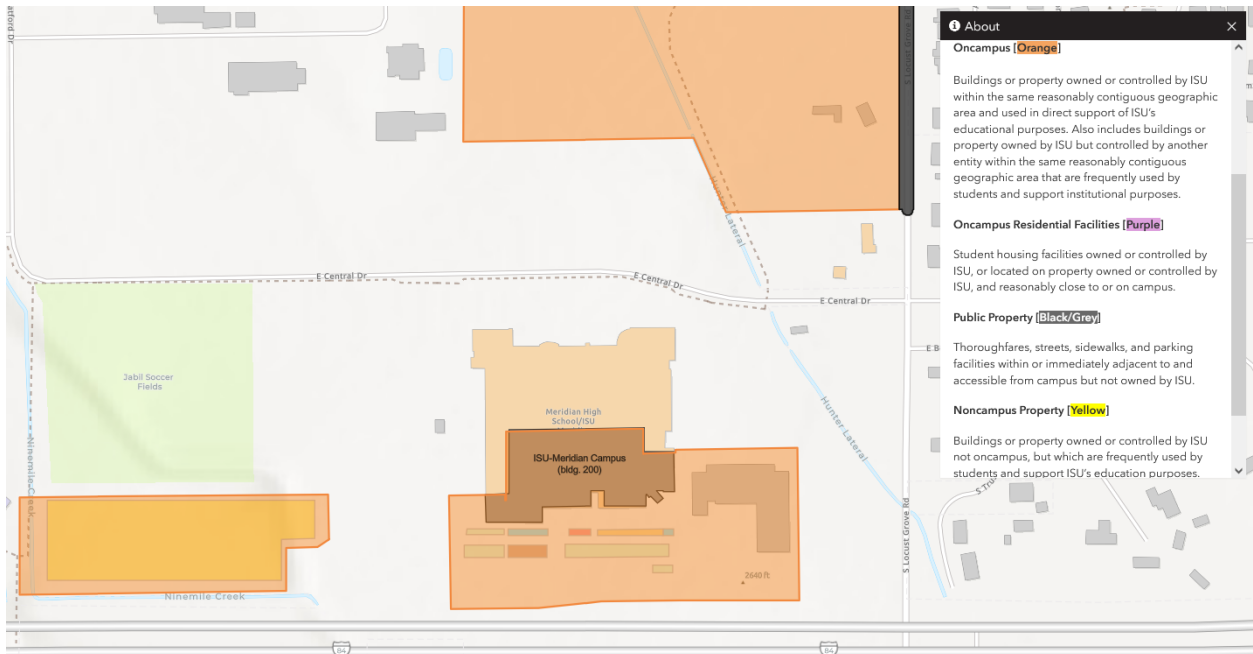 atford Dr
S Locust Grove Rd
About
Oncampus [Orange]
Buildings or property owned or controlled by ISU
within the same reasonably contiguous geographic
area and used in direct support of ISU's
educational purposes. Also includes buildings or
property owned by ISU but controlled by another
entity within the same reasonably contiguous
geographic area that are frequently used by
students and support institutional purposes.
Oncampus Residential Facilities [Purple]
Student housing facilities owned or controlled by
ISU, or located on property owned or controlled by
ISU, and reasonably close to or on campus.
Public Property [Black/Grey]
Thoroughfares, streets, sidewalks, and parking
facilities within or immediately adjacent to and
accessible from campus but not owned by ISU.
Noncampus Property [Yellow]
Buildings or property owned or controlled by ISU
not oncampus, but which are frequently used by
students and support ISU's education purposes.
Hunter Lateral
E Central Dr
E Central Dr
E Central Dr
E B
Jabil Soccer
Fields
Meridian High
School/ISU
Hunter Lateral
ISU-Meridian Campus
(bldg. 200)
Ninemile Creek
S Tru
S Locust Grove Rd
2640 ft
Ninemile Creek
84
84